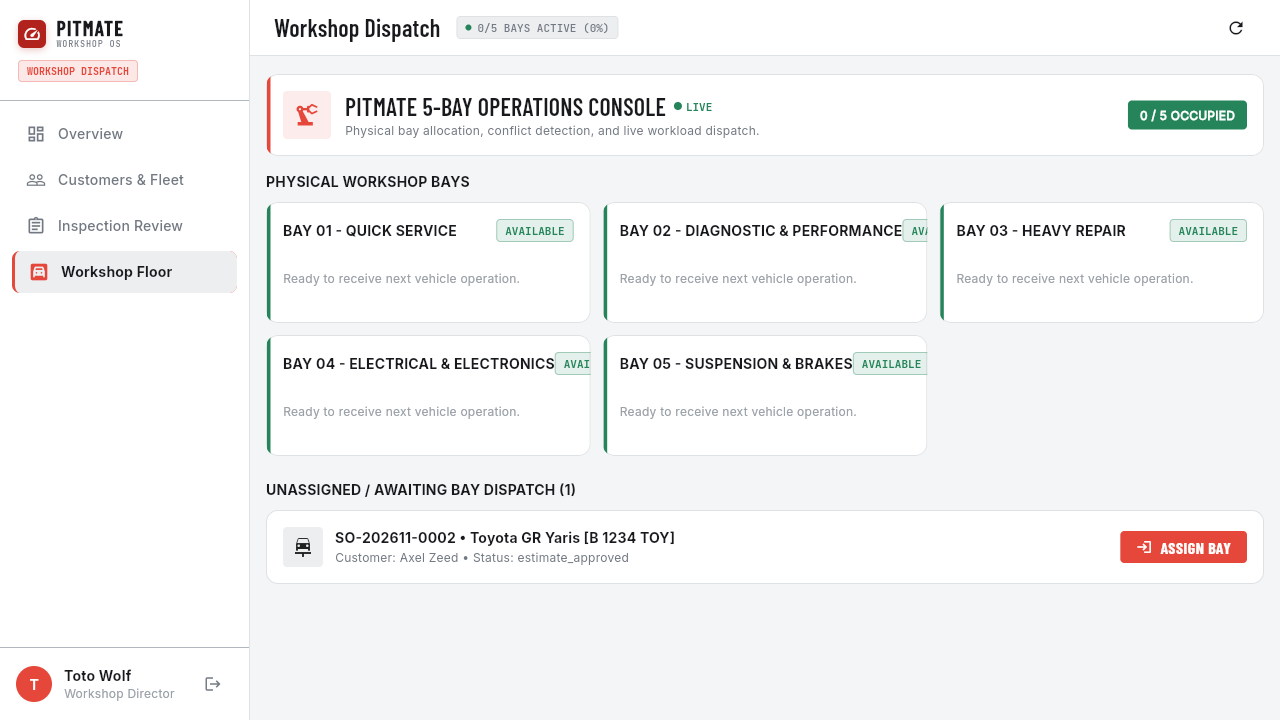 PITMATE
WORKSHOP OS
WORKSHOP DISPATCH
Overview
Customers & Fleet
Inspection Review
Workshop Floor
T
Toto Wolf
Workshop Director
Workshop Dispatch
0/5 BAYS ACTIVE (0%)
PITMATE 5-BAY OPERATIONS CONSOLE
LIVE
Physical bay allocation, conflict detection, and live workload dispatch.
0 / 5 OCCUPIED
PHYSICAL WORKSHOP BAYS
BAY 01 - QUICK SERVICE
AVAILABLE
Ready to receive next vehicle operation.
BAY 02 - DIAGNOSTIC & PERFORMANCE
AVA
Ready to receive next vehicle operation.
BAY 03 - HEAVY REPAIR
AVAILABLE
Ready to receive next vehicle operation.
BAY 04 - ELECTRICAL & ELECTRONICS
AVAI
Ready to receive next vehicle operation.
BAY 05 - SUSPENSION & BRAKES
AVAILABLE
Ready to receive next vehicle operation.
UNASSIGNED / AWAITING BAY DISPATCH (1)
SO-202611-0002 • Toyota GR Yaris [B 1234 TOY]
Customer: Axel Zeed • Status: estimate_approved
ASSIGN BAY